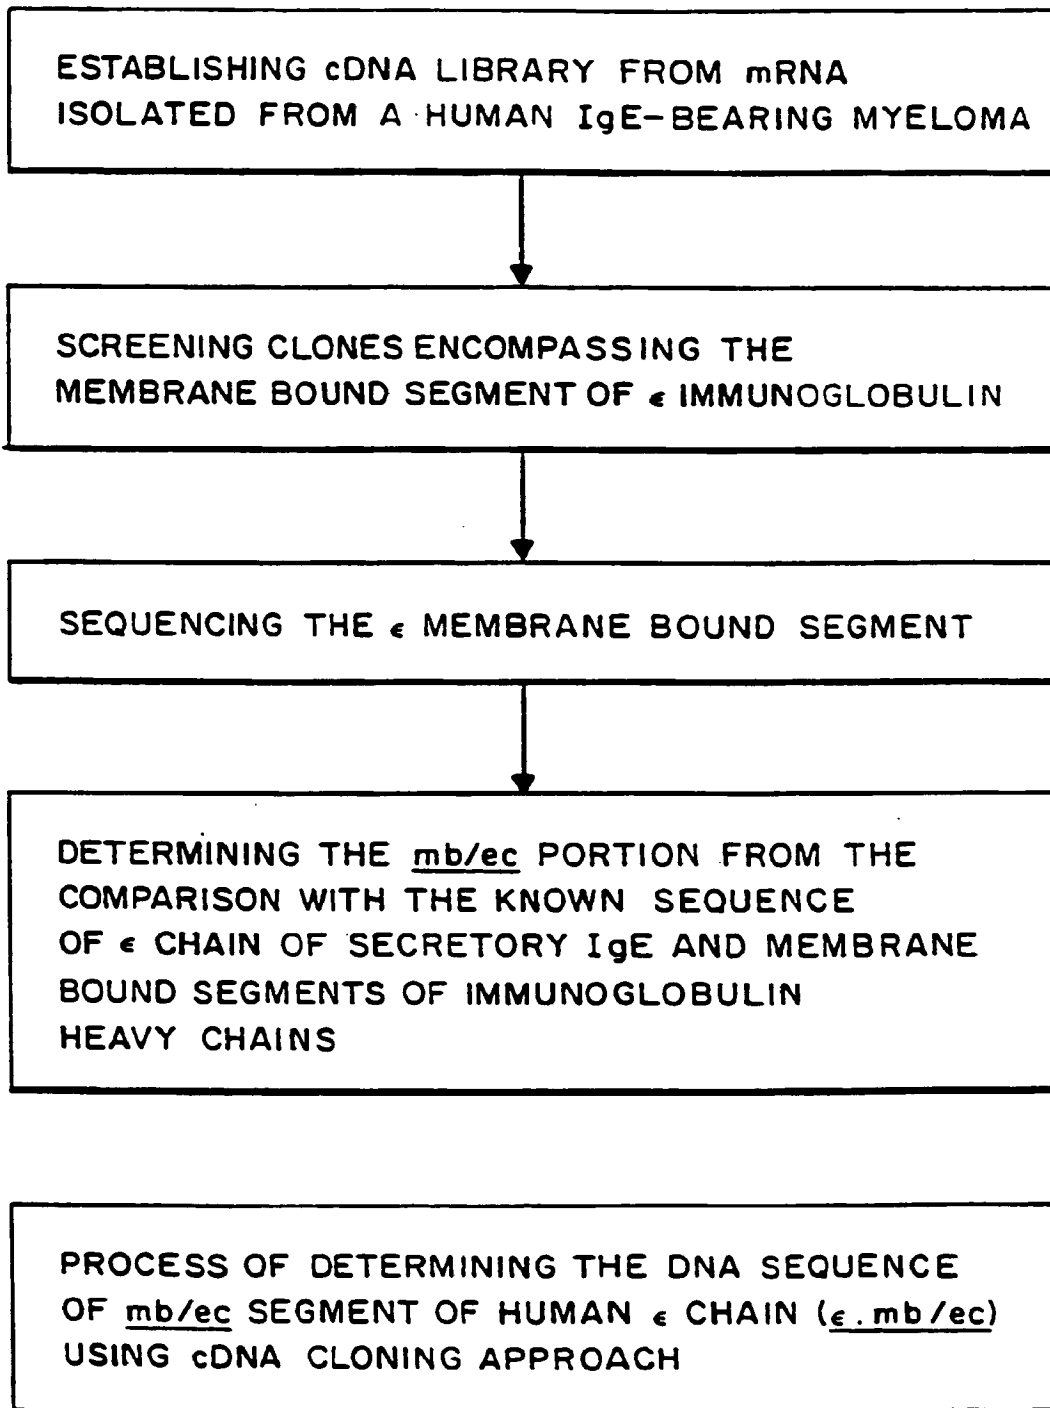 ESTABLISHING cDNA LIBRARY FROM mRNA
ISOLATED FROM A HUMAN IgE-BEARING MYELOMA
SCREENING CLONES ENCOMPASSING THE
MEMBRANE BOUND SEGMENT OF ϵ IMMUNOGLOBULIN
SEQUENCING THE ϵ MEMBRANE BOUND SEGMENT
DETERMINING THE mb/ec PORTION FROM THE
COMPARISON WITH THE KNOWN SEQUENCE
OF ϵ CHAIN OF SECRETORY IgE AND MEMBRANE
BOUND SEGMENTS OF IMMUNOGLOBULIN
HEAVY CHAINS
PROCESS OF DETERMINING THE DNA SEQUENCE
OF mb/ec SEGMENT OF HUMAN ϵ CHAIN (ϵ.mb/ec)
USING cDNA CLONING APPROACH